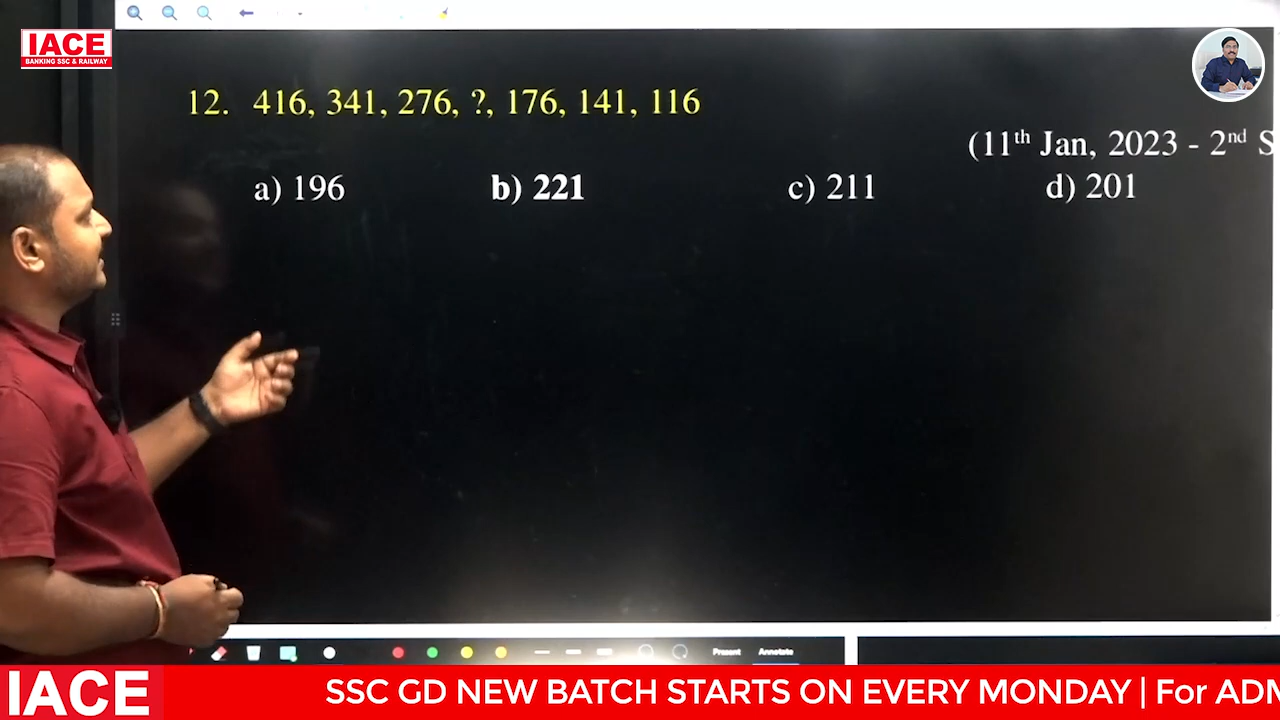 IACE
BANKING SSC & RAILWAY
12. 416, 341, 276, ?, 176, 141, 116
(11th Jan, 2023 - 2nd S
a) 196 b) 221 c) 211 d) 201
Present Annotate
IACE SSC GD NEW BATCH STARTS ON EVERY MONDAY | For ADM